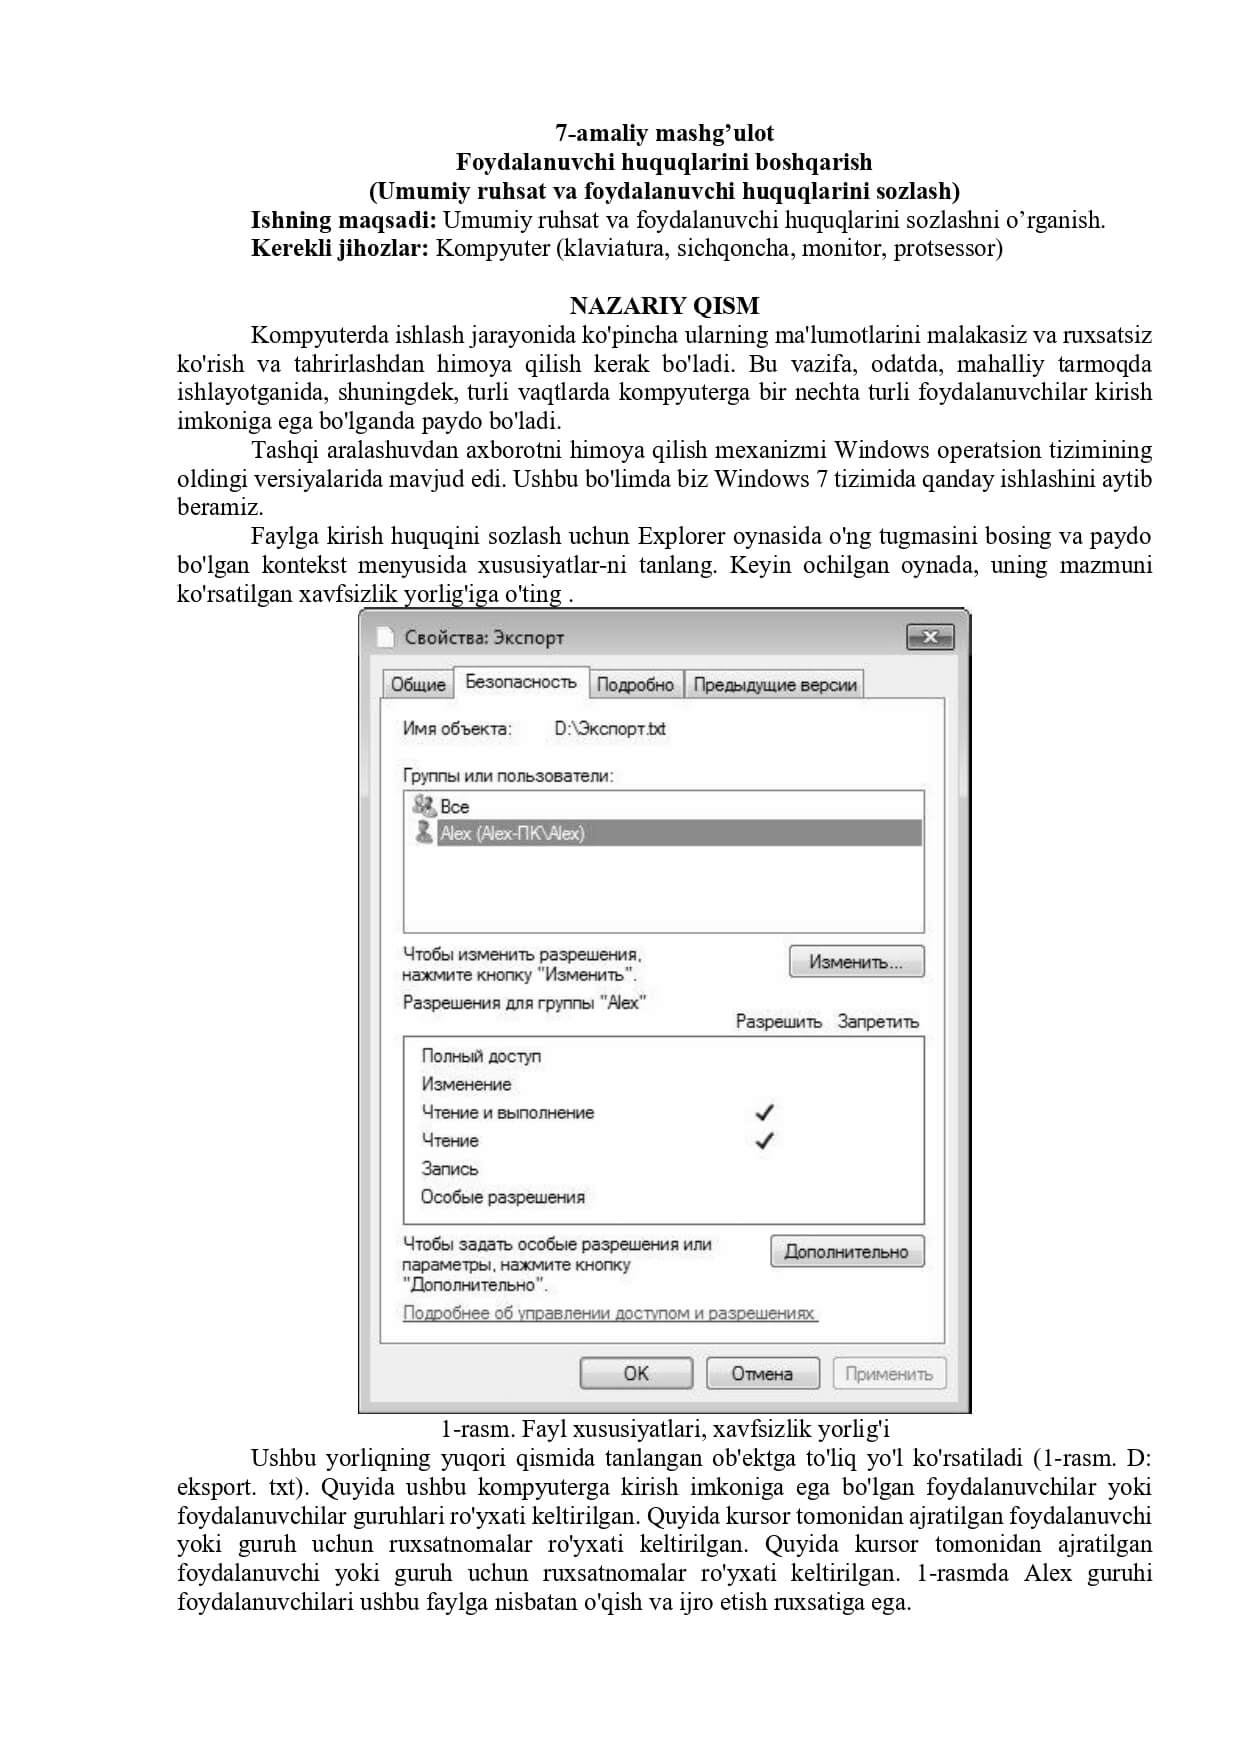 7-amaliy mashg’ulot
Foydalanuvchi huquqlarini boshqarish
(Umumiy ruhsat va foydalanuvchi huquqlarini sozlash)
Ishning maqsadi: Umumiy ruhsat va foydalanuvchi huquqlarini sozlashni o’rganish.
Kerekli jihozlar: Kompyuter (klaviatura, sichqoncha, monitor, protsessor)
NAZARIY QISM
Kompyuterda ishlash jarayonida ko'pincha ularning ma'lumotlarini malakasiz va ruxsatsiz
ko'rish va tahrirlashdan himoya qilish kerak bo'ladi. Bu vazifa, odatda, mahalliy tarmoqda
ishlayotganida, shuningdek, turli vaqtlarda kompyuterga bir nechta turli foydalanuvchilar kirish
imkoniga ega bo'lganda paydo bo'ladi.
Tashqi aralashuvdan axborotni himoya qilish mexanizmi Windows operatsion tizimining
oldingi versiyalarida mavjud edi. Ushbu bo'limda biz Windows 7 tizimida qanday ishlashini aytib
beramiz.
Faylga kirish huquqini sozlash uchun Explorer oynasida o'ng tugmasini bosing va paydo
bo'lgan kontekst menyusida xususiyatlar-ni tanlang. Keyin ochilgan oynada, uning mazmuni
ko'rsatilgan xavfsizlik yorlig'iga o'ting .
Свойства: Экспорт
Общие Безопасность Подробно Предыдущие версии
Имя объекта: D:\Экспорт.txt
Группы или пользователи:
Все
Alex (Alex-ПК\Alex)
Чтобы изменить разрешения,
нажмите кнопку "Изменить".
Изменить...
Разрешения для группы "Alex"
Разрешить Запретить
Полный доступ
Изменение
Чтение и выполнение
Чтение
Запись
Особые разрешения
Чтобы задать особые разрешения или
параметры, нажмите кнопку
"Дополнительно".
Дополнительно
Подробнее об управлении доступом и разрешениях
ОК Отмена Применить
1-rasm. Fayl xususiyatlari, xavfsizlik yorlig'i
Ushbu yorliqning yuqori qismida tanlangan ob'ektga to'liq yo'l ko'rsatiladi (1-rasm. D:
eksport. txt). Quyida ushbu kompyuterga kirish imkoniga ega bo'lgan foydalanuvchilar yoki
foydalanuvchilar guruhlari ro'yxati keltirilgan. Quyida kursor tomonidan ajratilgan foydalanuvchi
yoki guruh uchun ruxsatnomalar ro'yxati keltirilgan. Quyida kursor tomonidan ajratilgan
foydalanuvchi yoki guruh uchun ruxsatnomalar ro'yxati keltirilgan. 1-rasmda Alex guruhi
foydalanuvchilari ushbu faylga nisbatan o'qish va ijro etish ruxsatiga ega.